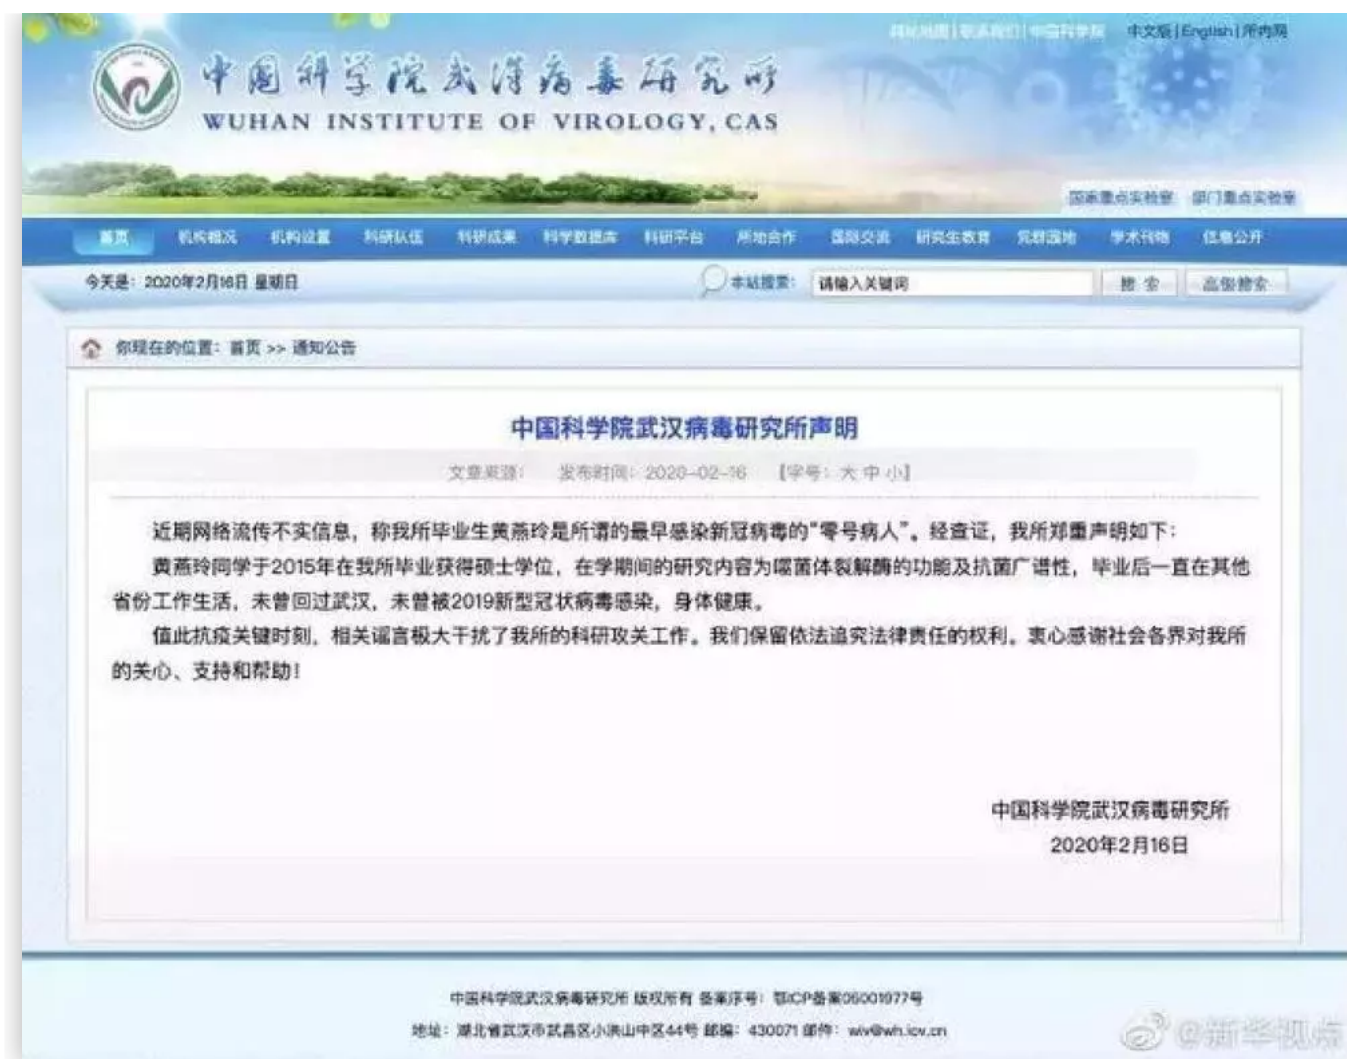 网站地图|联系我们|中国科学院 中文版|English|所内网
中国科学院武汉病毒研究所
WUHAN INSTITUTE OF VIROLOGY, CAS
国家重点实验室 部门重点实验室
首页 机构概况 机构设置 科研队伍 科研成果 科学数据库 科研平台 所地合作 国际交流 研究生教育 党群园地 学术刊物 信息公开
今天是：2020年2月16日 星期日 本站搜索： 请输入关键词 搜 索 高级搜索
你现在的位置：首页 >> 通知公告
中国科学院武汉病毒研究所声明
文章来源： 发布时间：2020-02-16 【字号：大 中 小】
近期网络流传不实信息，称我所毕业生黄燕玲是所谓的最早感染新冠病毒的“零号病人”。经查证，我所郑重声明如下：
黄燕玲同学于2015年在我所毕业获得硕士学位，在学期间的研究内容为噬菌体裂解酶的功能及抗菌广谱性，毕业后一直在其他
省份工作生活，未曾回过武汉，未曾被2019新型冠状病毒感染，身体健康。
值此抗疫关键时刻，相关谣言极大干扰了我所的科研攻关工作。我们保留依法追究法律责任的权利。衷心感谢社会各界对我所
的关心、支持和帮助！
中国科学院武汉病毒研究所
2020年2月16日
中国科学院武汉病毒研究所 版权所有 备案序号：鄂ICP备案05001977号
地址：湖北省武汉市武昌区小洪山中区44号 邮编：430071 邮件：wiv@wh.iov.cn
@新华视点